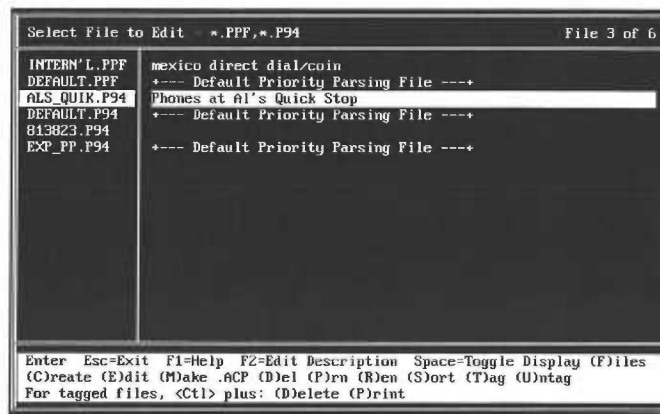 Select File to Edit - *.PPF,*.P94 File 3 of 6
INTERN'L.PPF mexico direct dial/coin
DEFAULT.PPF +--- Default Priority Parsing File ---+
ALS_QUIK.P94 Phones at Al's Quick Stop
DEFAULT.P94 +--- Default Priority Parsing File ---+
813823.P94
EXP_PP.P94 +--- Default Priority Parsing File ---+
Enter Esc=Exit F1=Help F2=Edit Description Space=Toggle Display (F)iles
(C)reate (E)dit (M)ake .ACP (D)el (P)rn (R)en (S)ort (T)ag (U)ntag
For tagged files, <Ctl> plus: (D)elete (P)rint